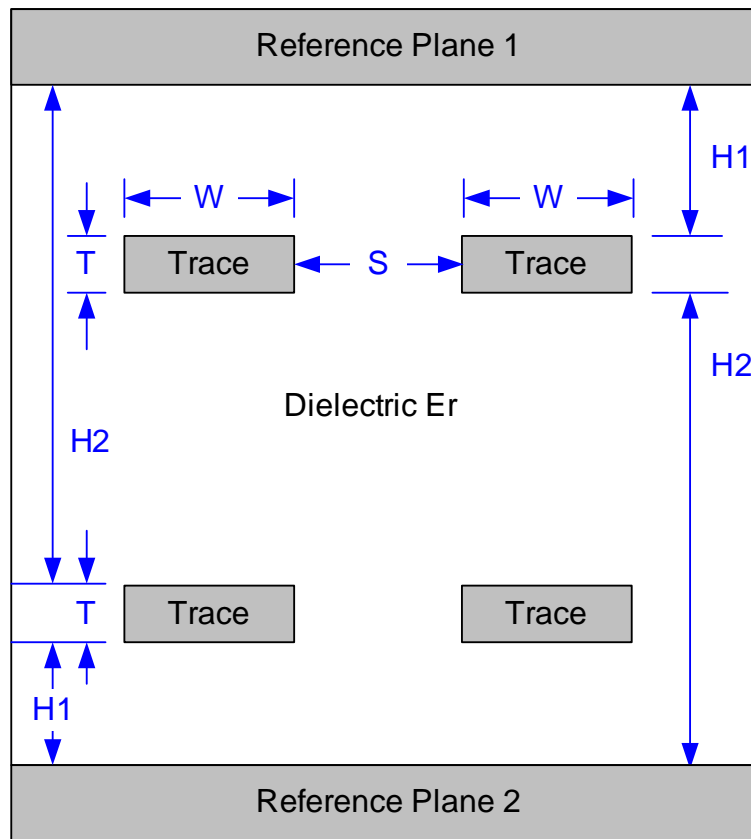 Reference Plane 1
H1
W
W
T
Trace
S
Trace
H2
Dielectric Er
H2
Trace
Trace
T
H1
Reference Plane 2